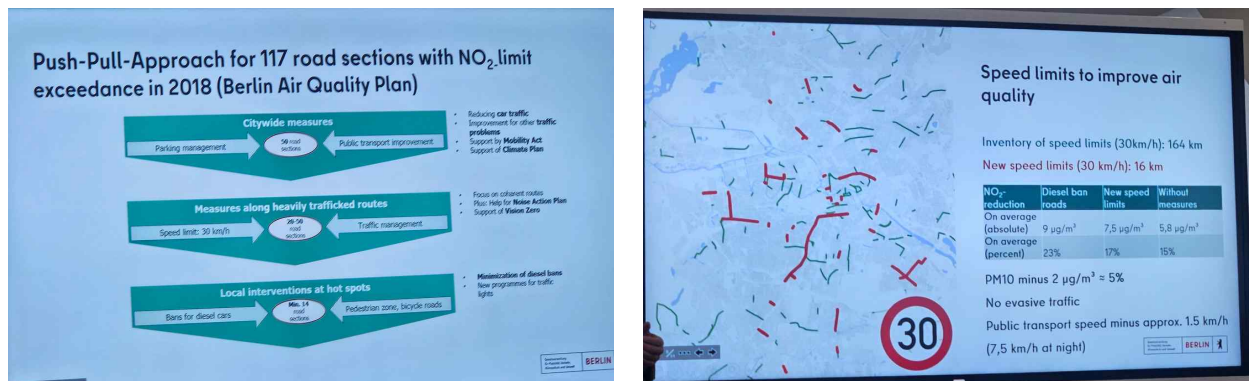 Push-Pull-Approach for 117 road sections with NO₂-limit
exceedance in 2018 (Berlin Air Quality Plan)
Citywide measures
Parking management
50 road
sections
Public transport improvement
• Reducing car traffic
• Improvement for other traffic
problems
• Support by Mobility Act
• Support of Climate Plan
Measures along heavily trafficked routes
Speed limit: 30 km/h
20-50
road
sections
Traffic management
• Focus on coherent routes
• Plus: Help for Noise Action Plan
• Support of Vision Zero
Local interventions at hot spots
Bans for diesel cars
Min. 14
road
sections
Pedestrian zone, bicycle roads
• Minimization of diesel bans
• New programmes for traffic
lights
BERLIN
Speed limits to improve air
quality
Inventory of speed limits (30km/h): 164 km
New speed limits (30 km/h): 16 km
NO₂-
reduction
Diesel ban
roads
New speed
limits
Without
measures
On average
(absolute) 9 µg/m³ 7,5 µg/m³ 5,8 µg/m³
On average
(percent) 23% 17% 15%
PM10 minus 2 µg/m³ ≈ 5%
No evasive traffic
Public transport speed minus approx. 1.5 km/h
(7,5 km/h at night)
30
BERLIN